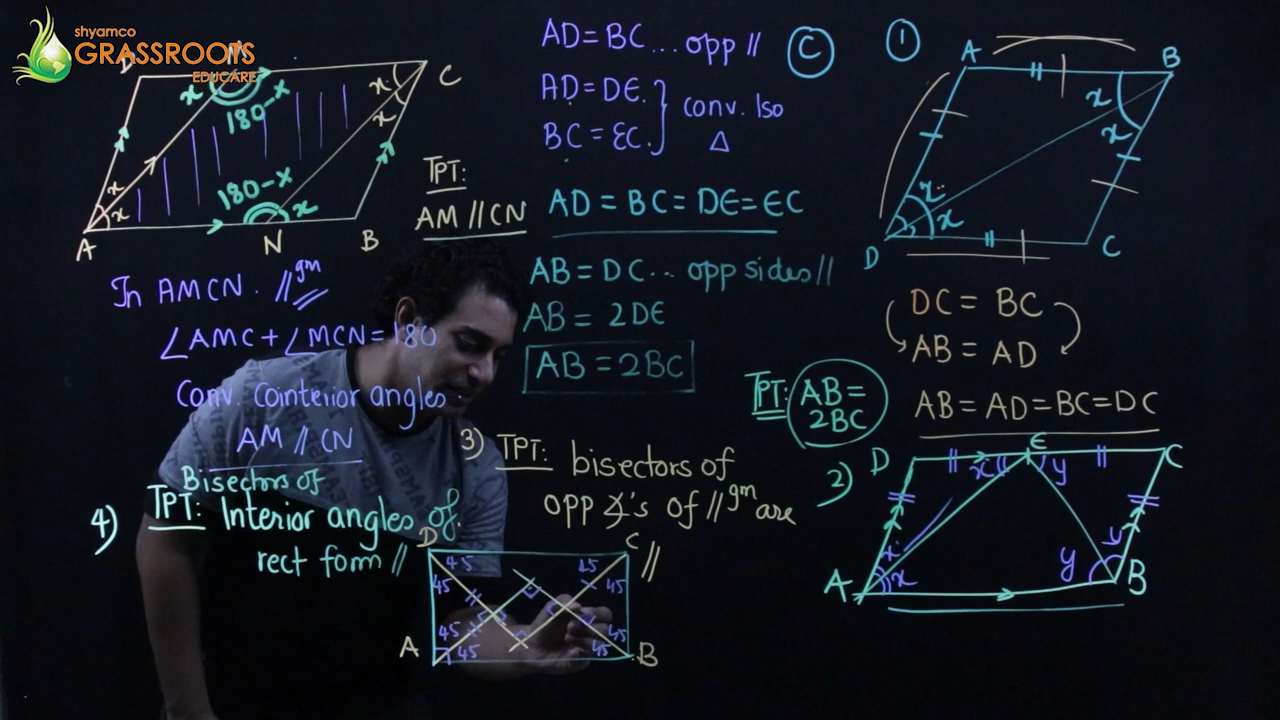 shyamco
GRASSROOTS
EDUCARE
C
x
180-x
x
x
x
x
180-x
x
A
N
B
TPT:
AM // CN
In AMCN. //gm
∠AMC + ∠MCN = 180
Conv. Cointerior angles.
AM // CN
AD = BC ... opp //
C
AD = DE.
BC = EC.
conv. Iso
△
AD = BC = DE = EC
AB = DC .. opp sides //
AB = 2DE
AB = 2BC
1
A
B
x
x
x
x
D
C
DC = BC
AB = AD
AB = AD = BC = DC
TPT: AB =
2BC
2)
D
E
C
x
y
x
x
y
y
A
B
3) TPT: bisectors of
opp ∡'s of //gm are
//
4)
Bisectors of
TPT: Interior angles of
rect form //
D
C
45
45
45
45
45
45
45
45
A
B